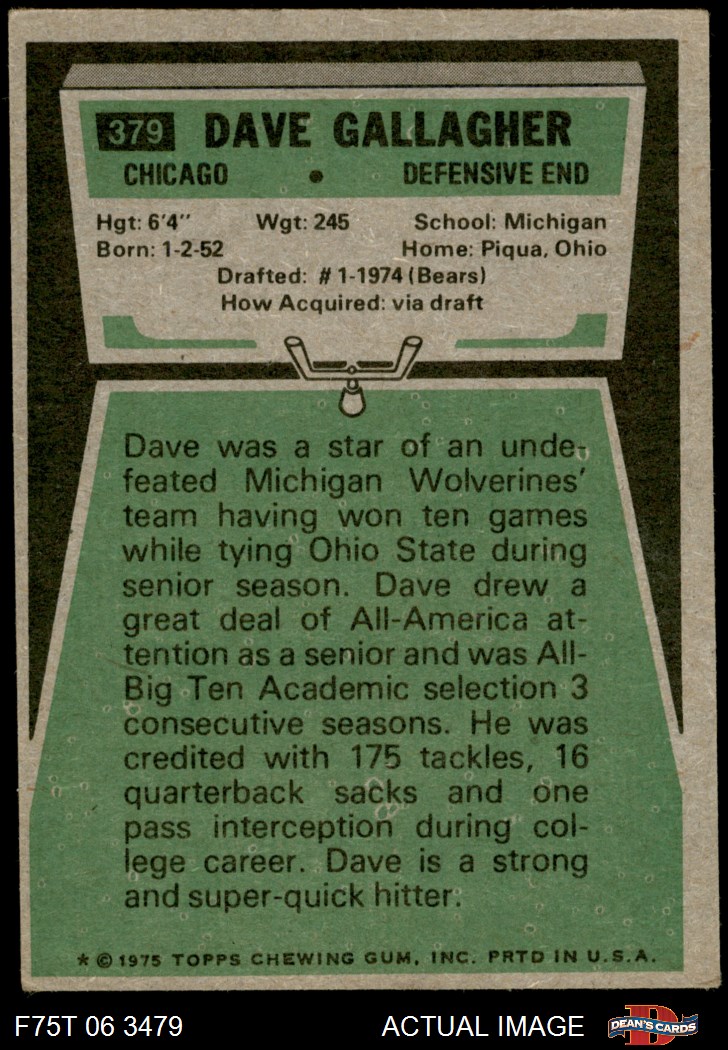 379 DAVE GALLAGHER
CHICAGO • DEFENSIVE END
Hgt: 6'4" Wgt: 245 School: Michigan
Born: 1-2-52 Home: Piqua, Ohio
Drafted: #1-1974 (Bears)
How Acquired: via draft
Dave was a star of an unde-
feated Michigan Wolverines'
team having won ten games
while tying Ohio State during
senior season. Dave drew a
great deal of All-America at-
tention as a senior and was All-
Big Ten Academic selection 3
consecutive seasons. He was
credited with 175 tackles, 16
quarterback sacks and one
pass interception during col-
lege career. Dave is a strong
and super-quick hitter.
* © 1975 TOPPS CHEWING GUM, INC. PRTD IN U.S.A.
F75T 06 3479 ACTUAL IMAGE D DEAN'S CARDS